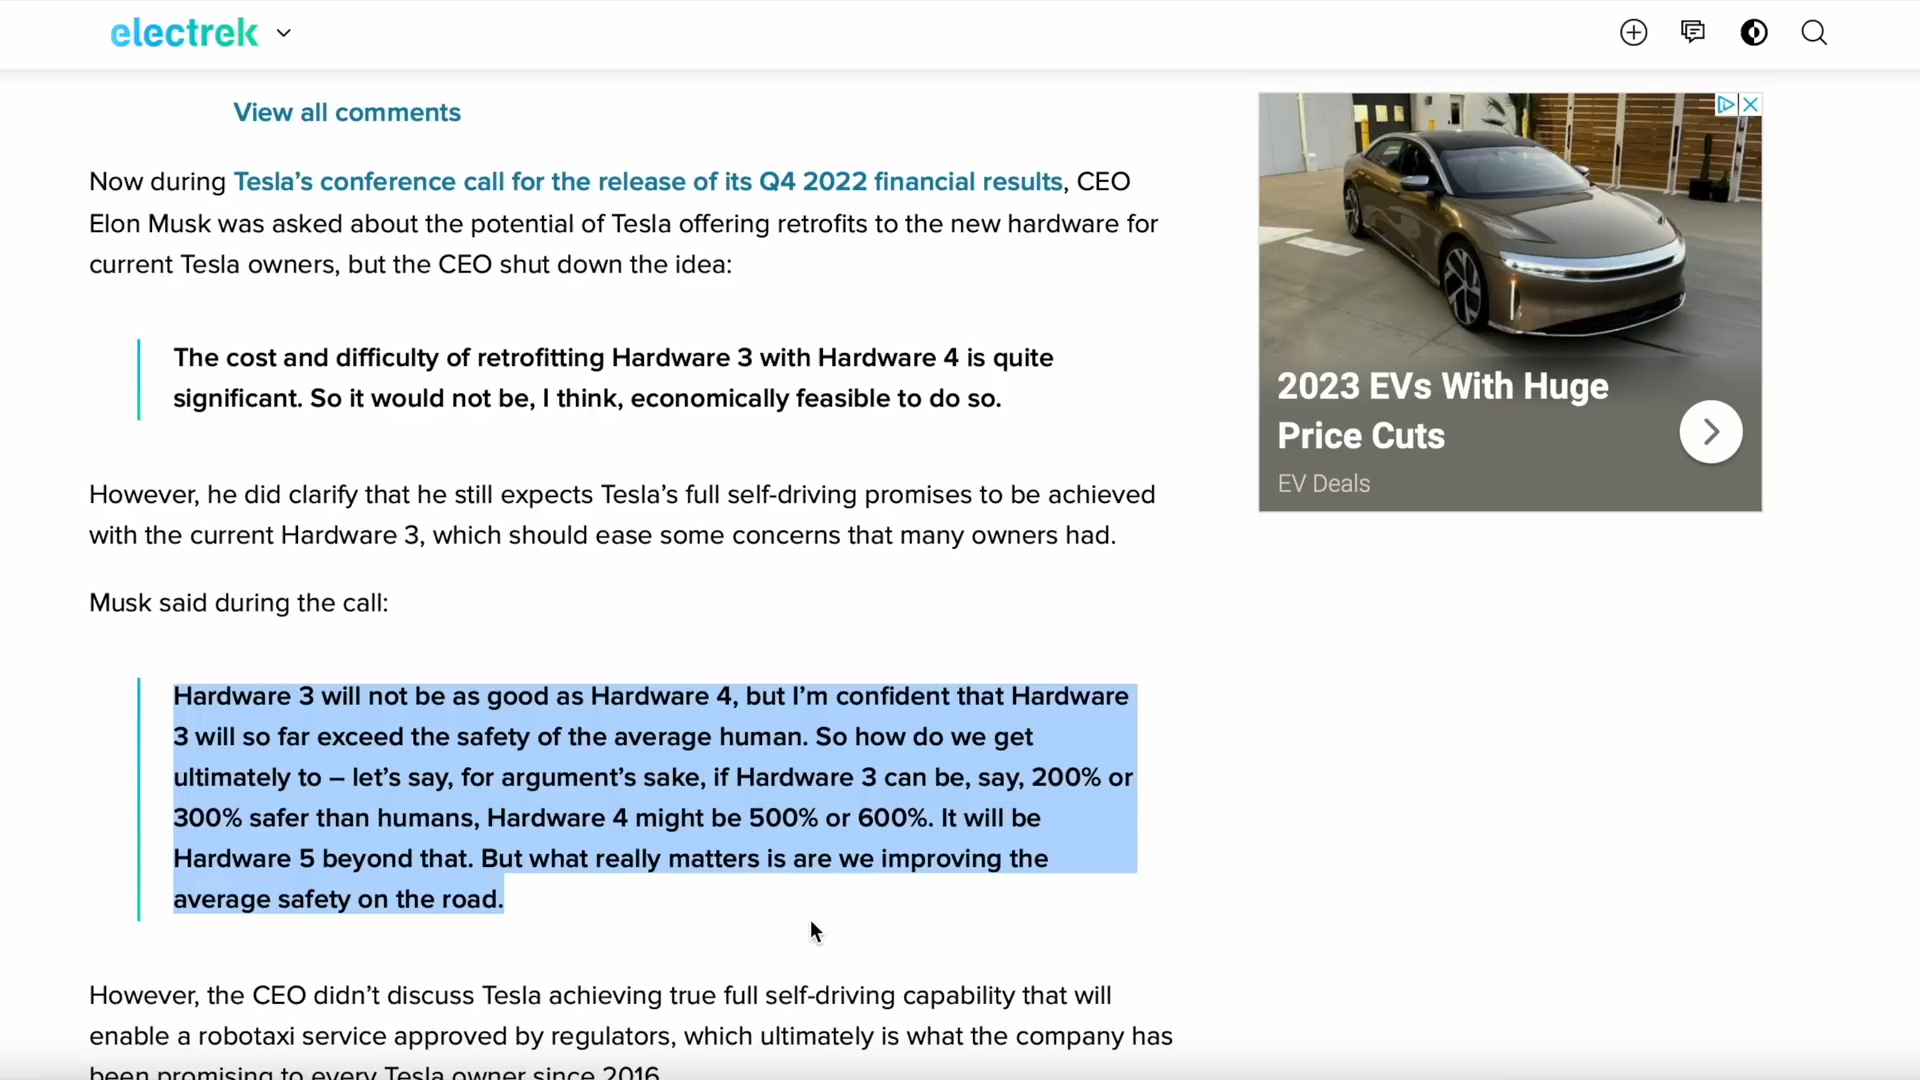 electrek
View all comments
Now during Tesla’s conference call for the release of its Q4 2022 financial results, CEO
Elon Musk was asked about the potential of Tesla offering retrofits to the new hardware for
current Tesla owners, but the CEO shut down the idea:
The cost and difficulty of retrofitting Hardware 3 with Hardware 4 is quite
significant. So it would not be, I think, economically feasible to do so.
However, he did clarify that he still expects Tesla’s full self-driving promises to be achieved
with the current Hardware 3, which should ease some concerns that many owners had.
Musk said during the call:
Hardware 3 will not be as good as Hardware 4, but I’m confident that Hardware
3 will so far exceed the safety of the average human. So how do we get
ultimately to – let’s say, for argument’s sake, if Hardware 3 can be, say, 200% or
300% safer than humans, Hardware 4 might be 500% or 600%. It will be
Hardware 5 beyond that. But what really matters is are we improving the
average safety on the road.
However, the CEO didn’t discuss Tesla achieving true full self-driving capability that will
enable a robotaxi service approved by regulators, which ultimately is what the company has
been promising to every Tesla owner since 2016.
2023 EVs With Huge
Price Cuts
EV Deals